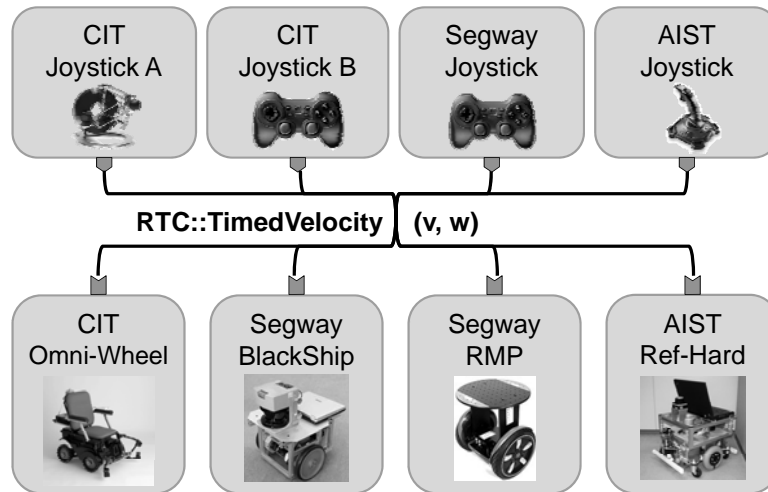 CIT
Joystick A
CIT
Joystick B
Segway
Joystick
AIST
Joystick
RTC::TimedVelocity (v, w)
CIT
Omni-Wheel
Segway
BlackShip
Segway
RMP
AIST
Ref-Hard